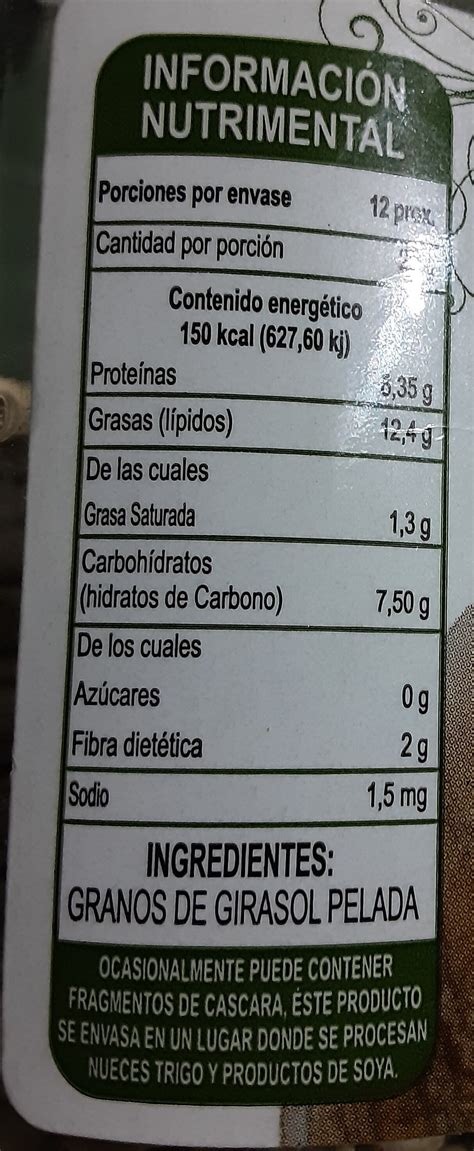 INFORMACIÓN
NUTRIMENTAL
Porciones por envase 12 prox.
Cantidad por porción
Contenido energético
150 kcal (627,60 kj)
Proteínas ,35 g
Grasas (lípidos) 12,4 g
De las cuales
Grasa Saturada 1,3 g
Carbohídratos
(hidratos de Carbono) 7,50 g
De los cuales
Azúcares 0 g
Fibra dietética 2 g
Sodio 1,5 mg
INGREDIENTES:
GRANOS DE GIRASOL PELADA
OCASIONALMENTE PUEDE CONTENER
FRAGMENTOS DE CASCARA, ÉSTE PRODUCTO
SE ENVASA EN UN LUGAR DONDE SE PROCESAN
NUECES TRIGO Y PRODUCTOS DE SOYA.